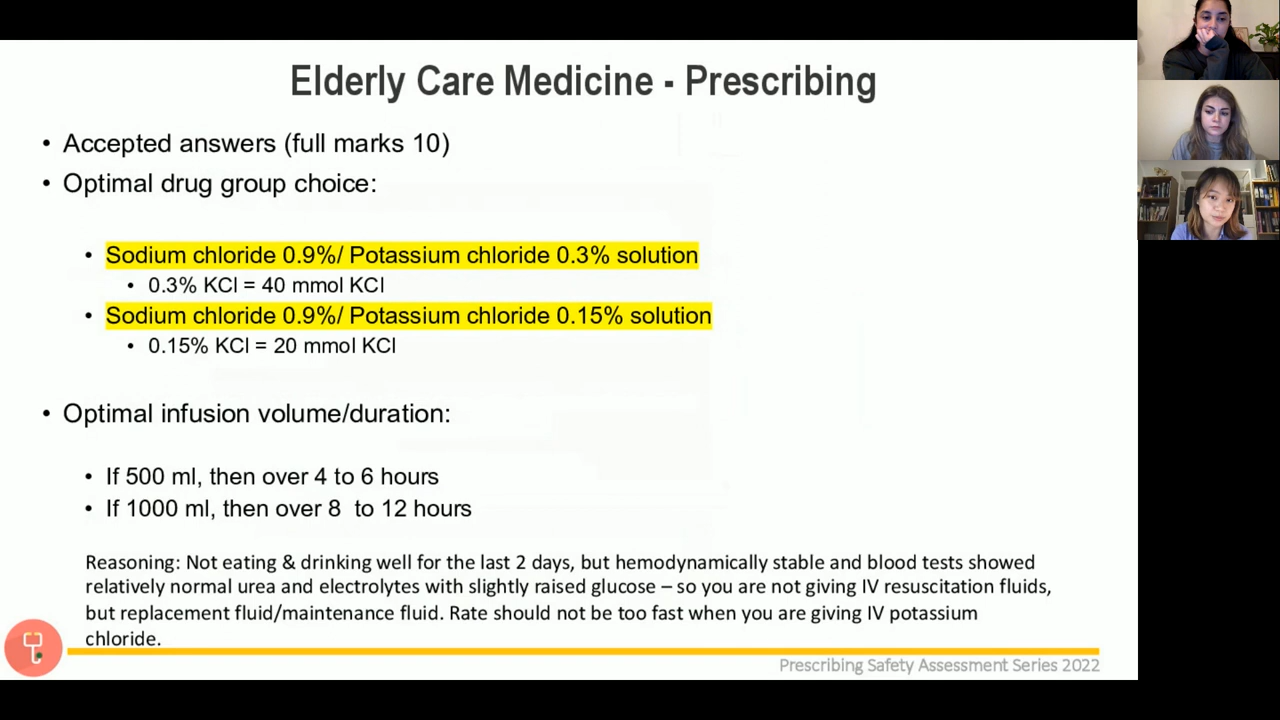 Elderly Care Medicine - Prescribing
• Accepted answers (full marks 10)
• Optimal drug group choice:
• Sodium chloride 0.9%/ Potassium chloride 0.3% solution
• 0.3% KCl = 40 mmol KCl
• Sodium chloride 0.9%/ Potassium chloride 0.15% solution
• 0.15% KCl = 20 mmol KCl
• Optimal infusion volume/duration:
• If 500 ml, then over 4 to 6 hours
• If 1000 ml, then over 8  to 12 hours
Reasoning: Not eating & drinking well for the last 2 days, but hemodynamically stable and blood tests showed
relatively normal urea and electrolytes with slightly raised glucose – so you are not giving IV resuscitation fluids,
but replacement fluid/maintenance fluid. Rate should not be too fast when you are giving IV potassium
chloride.
Prescribing Safety Assessment Series 2022